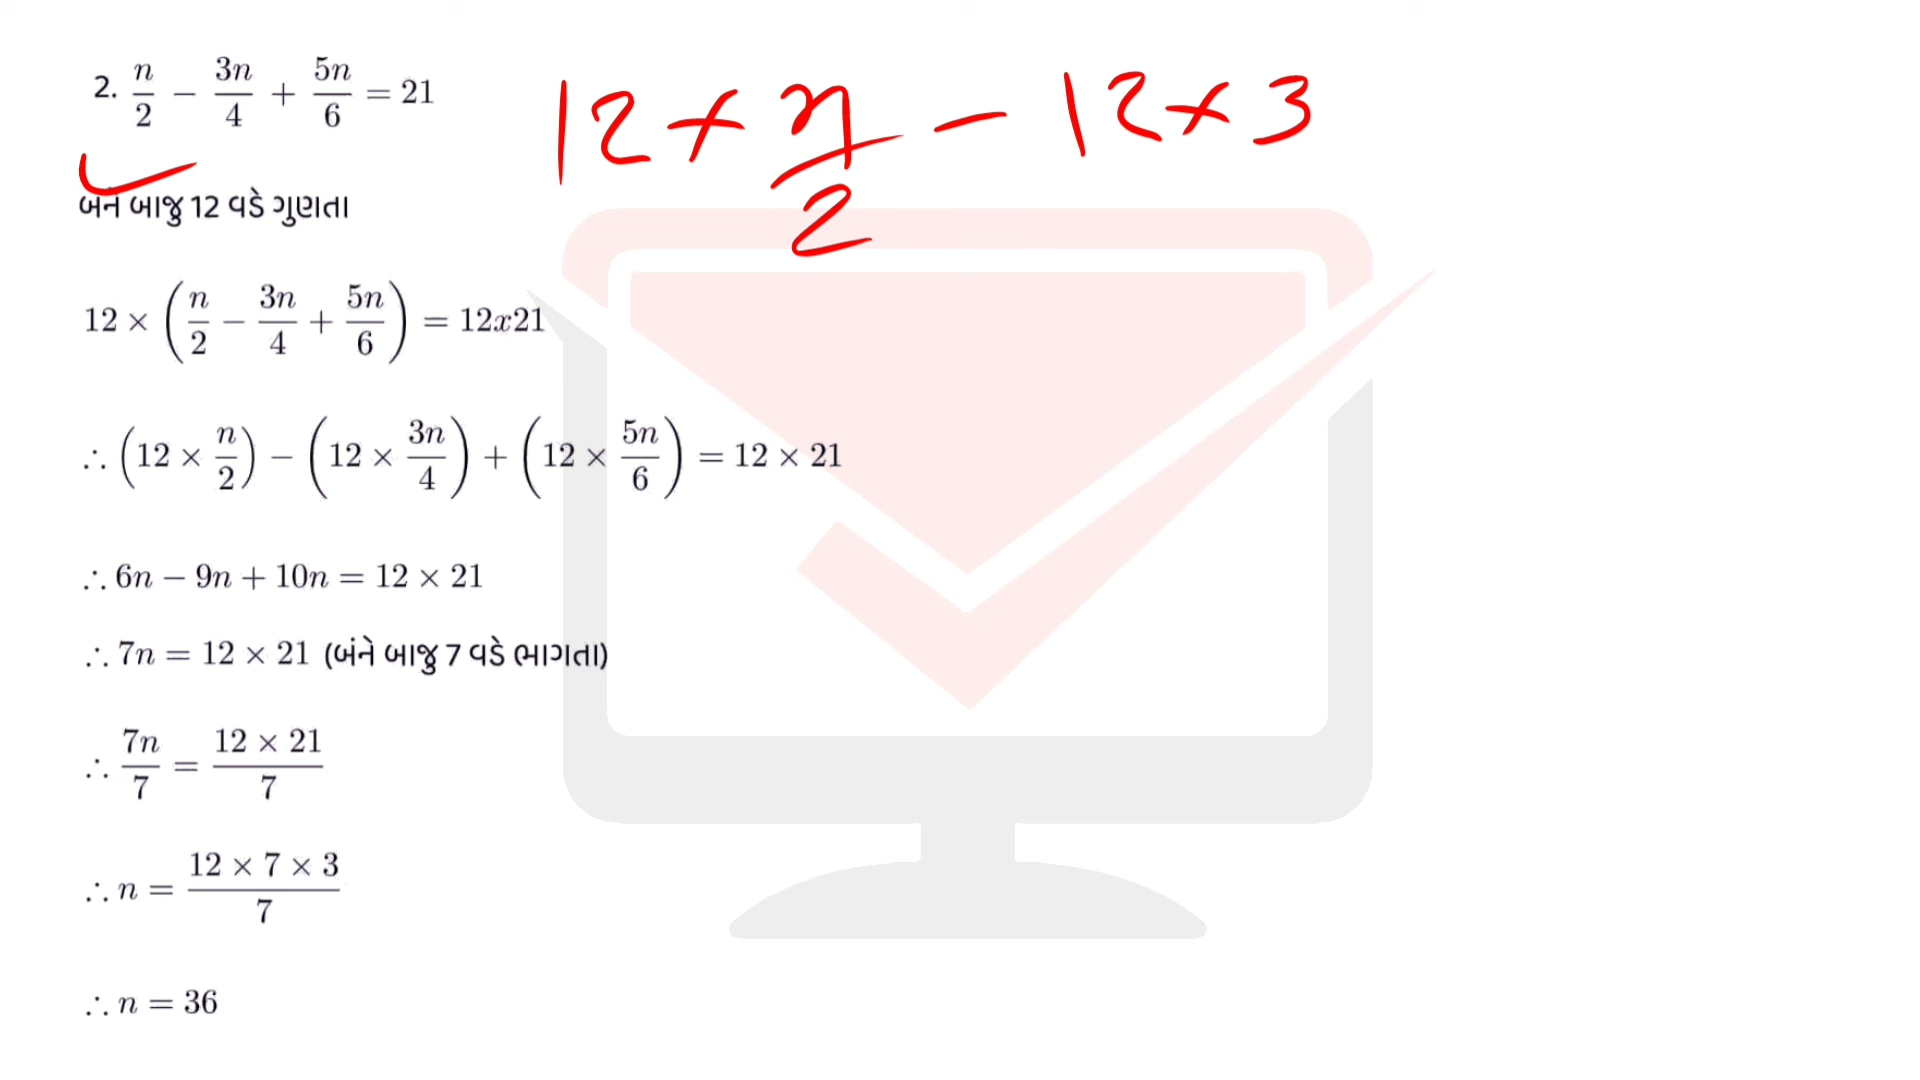 2. n/2 − 3n/4 + 5n/6 = 21
12 × n/2 − 12 × 3
બંને બાજુ 12 વડે ગુણતા
12 × (n/2 − 3n/4 + 5n/6) = 12x21
∴ (12 × n/2) − (12 × 3n/4) + (12 × 5n/6) = 12 × 21
∴ 6n − 9n + 10n = 12 × 21
∴ 7n = 12 × 21 (બંને બાજુ 7 વડે ભાગતા)
∴ 7n/7 = (12 × 21)/7
∴ n = (12 × 7 × 3)/7
∴ n = 36